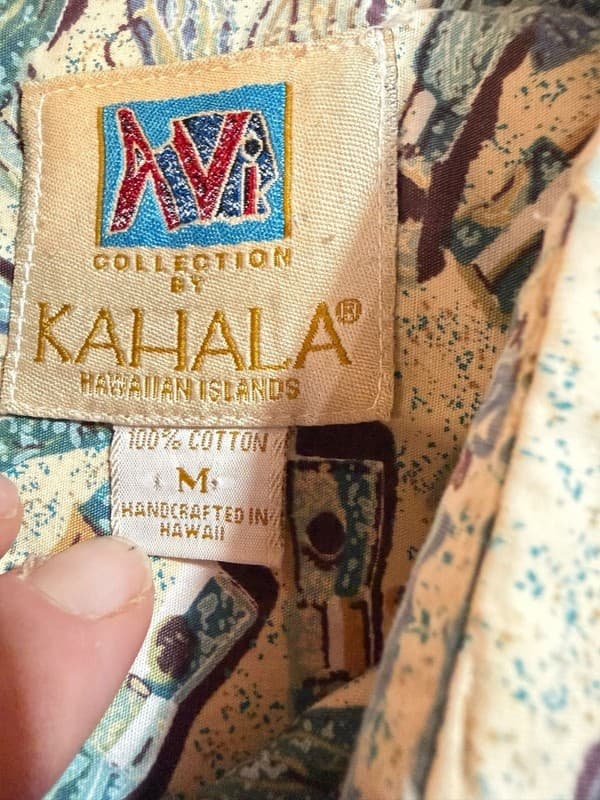 AVi
COLLECTION
BY
KAHALA®
HAWAIIAN ISLANDS
100% COTTON
M
HANDCRAFTED IN
HAWAII